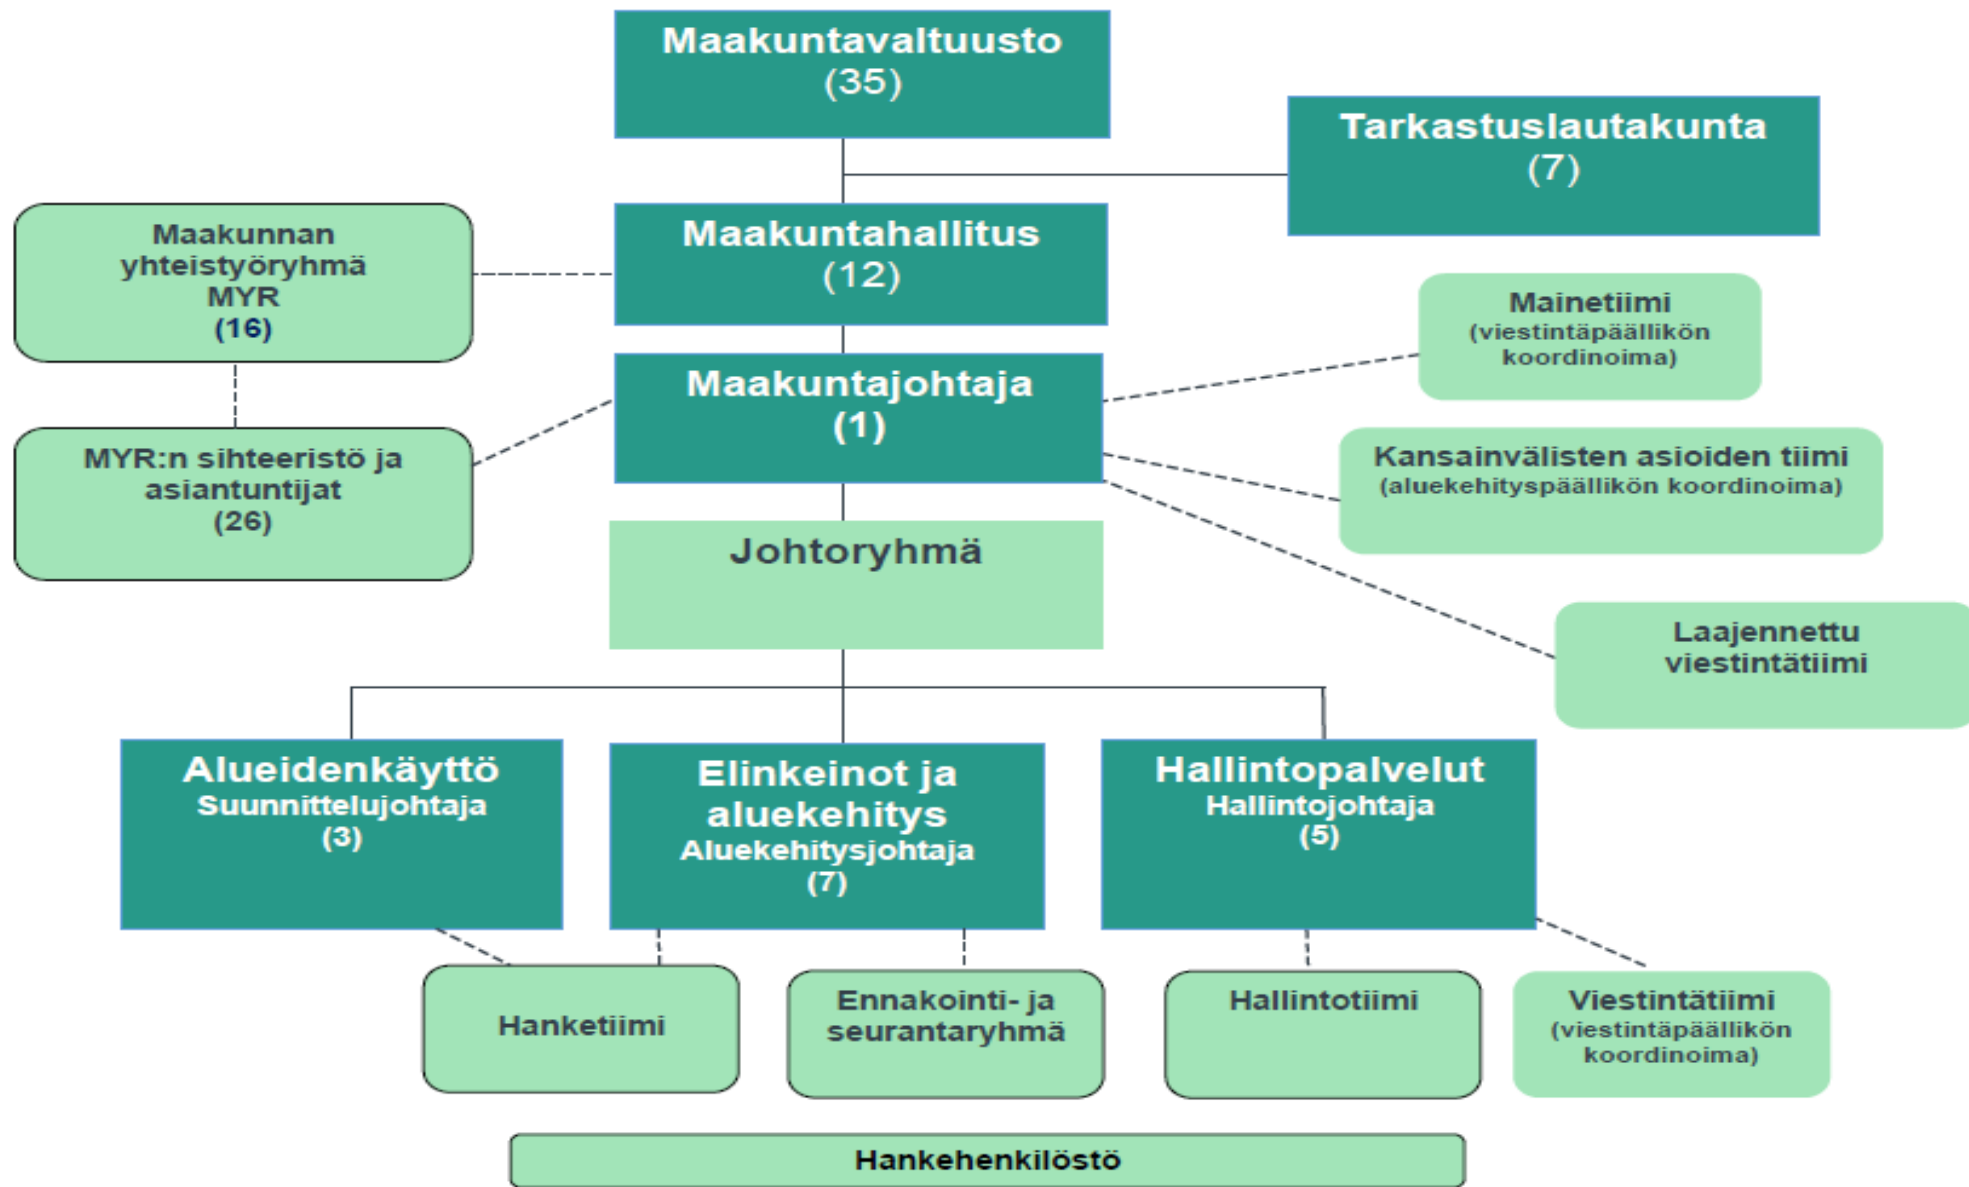 Maakuntavaltuusto
(35)
Tarkastuslautakunta
(7)
Maakunnan
yhteistyöryhmä
MYR
(16)
Maakuntahallitus
(12)
Mainetiimi
(viestintäpäällikön
koordinoima)
Maakuntajohtaja
(1)
MYR:n sihteeristö ja
asiantuntijat
(26)
Kansainvälisten asioiden tiimi
(aluekehityspäällikön koordinoima)
Johtoryhmä
Laajennettu
viestintätiimi
Alueidenkäyttö
Suunnittelujohtaja
(3)
Elinkeinot ja
aluekehitys
Aluekehitysjohtaja
(7)
Hallintopalvelut
Hallintojohtaja
(5)
Hanketiimi
Ennakointi- ja
seurantaryhmä
Hallintotiimi
Viestintätiimi
(viestintäpäällikön
koordinoima)
Hankehenkilöstö